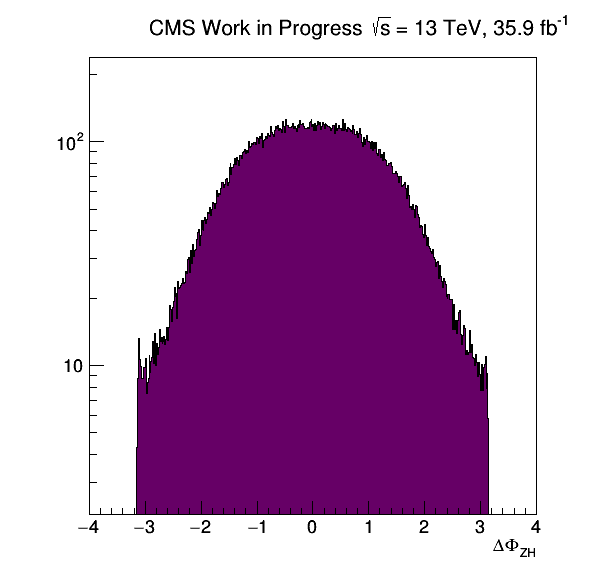 CMS Work in Progress √s = 13 TeV, 35.9 fb⁻¹
10²
10
−4 −3 −2 −1 0 1 2 3 4
ΔΦ_ZH